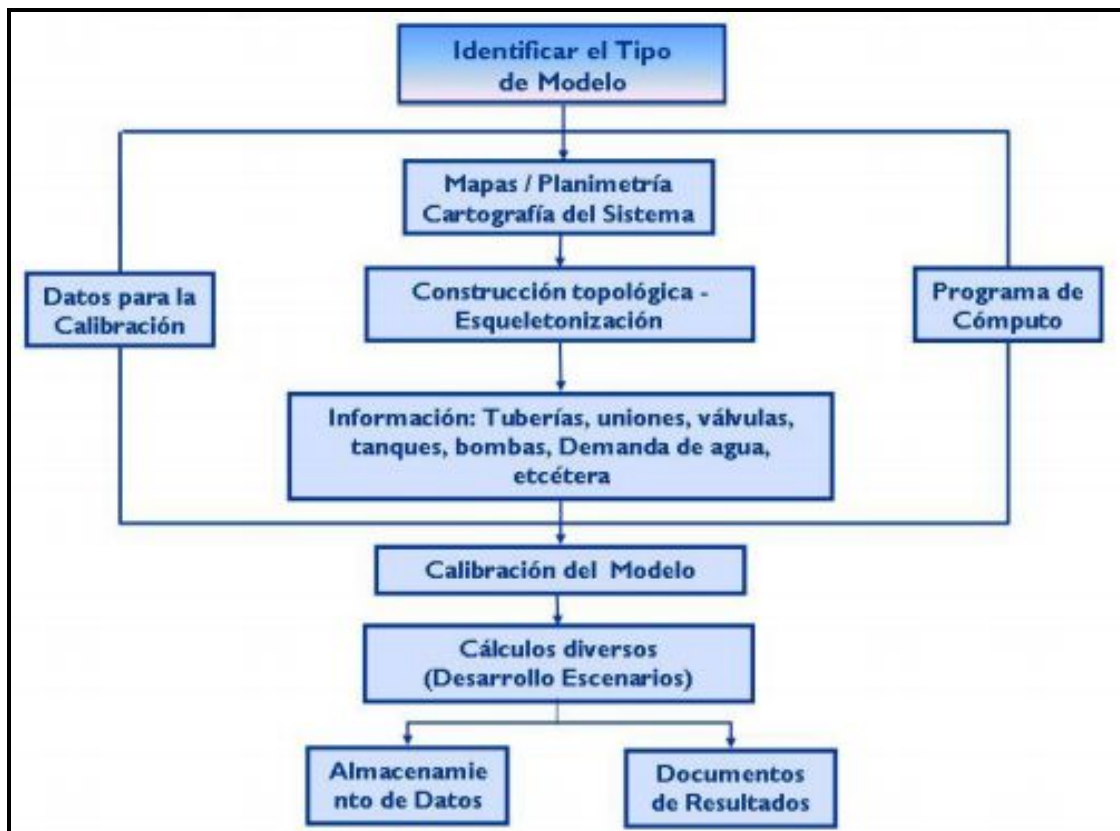 Identificar el Tipo
de Modelo
Mapas / Planimetría
Cartografía del Sistema
Datos para la
Calibración
Construcción topológica -
Esqueletonización
Programa de
Cómputo
Información: Tuberías, uniones, válvulas,
tanques, bombas, Demanda de agua,
etcétera
Calibración del Modelo
Cálculos diversos
(Desarrollo Escenarios)
Almacenamie
nto de Datos
Documentos
de Resultados